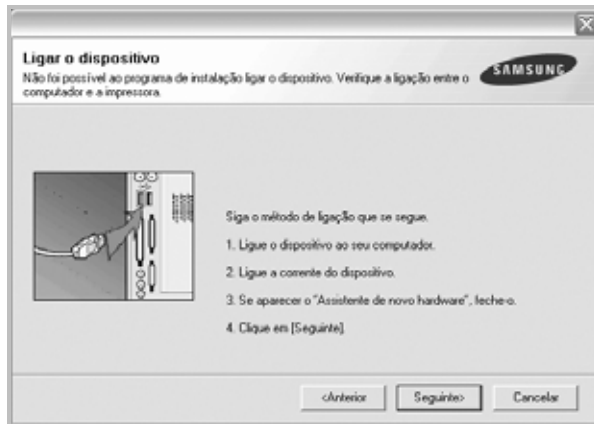 Ligar o dispositivo
Não foi possível ao programa de instalação ligar o dispositivo. Verifique a ligação entre o
computador e a impressora.
SAMSUNG
Siga o método de ligação que se segue.
1. Ligue o dispositivo ao seu computador.
2. Ligue a corrente do dispositivo.
3. Se aparecer o "Assistente de novo hardware", feche-o.
4. Clique em [Seguinte].
<Anterior
Seguinte>
Cancelar